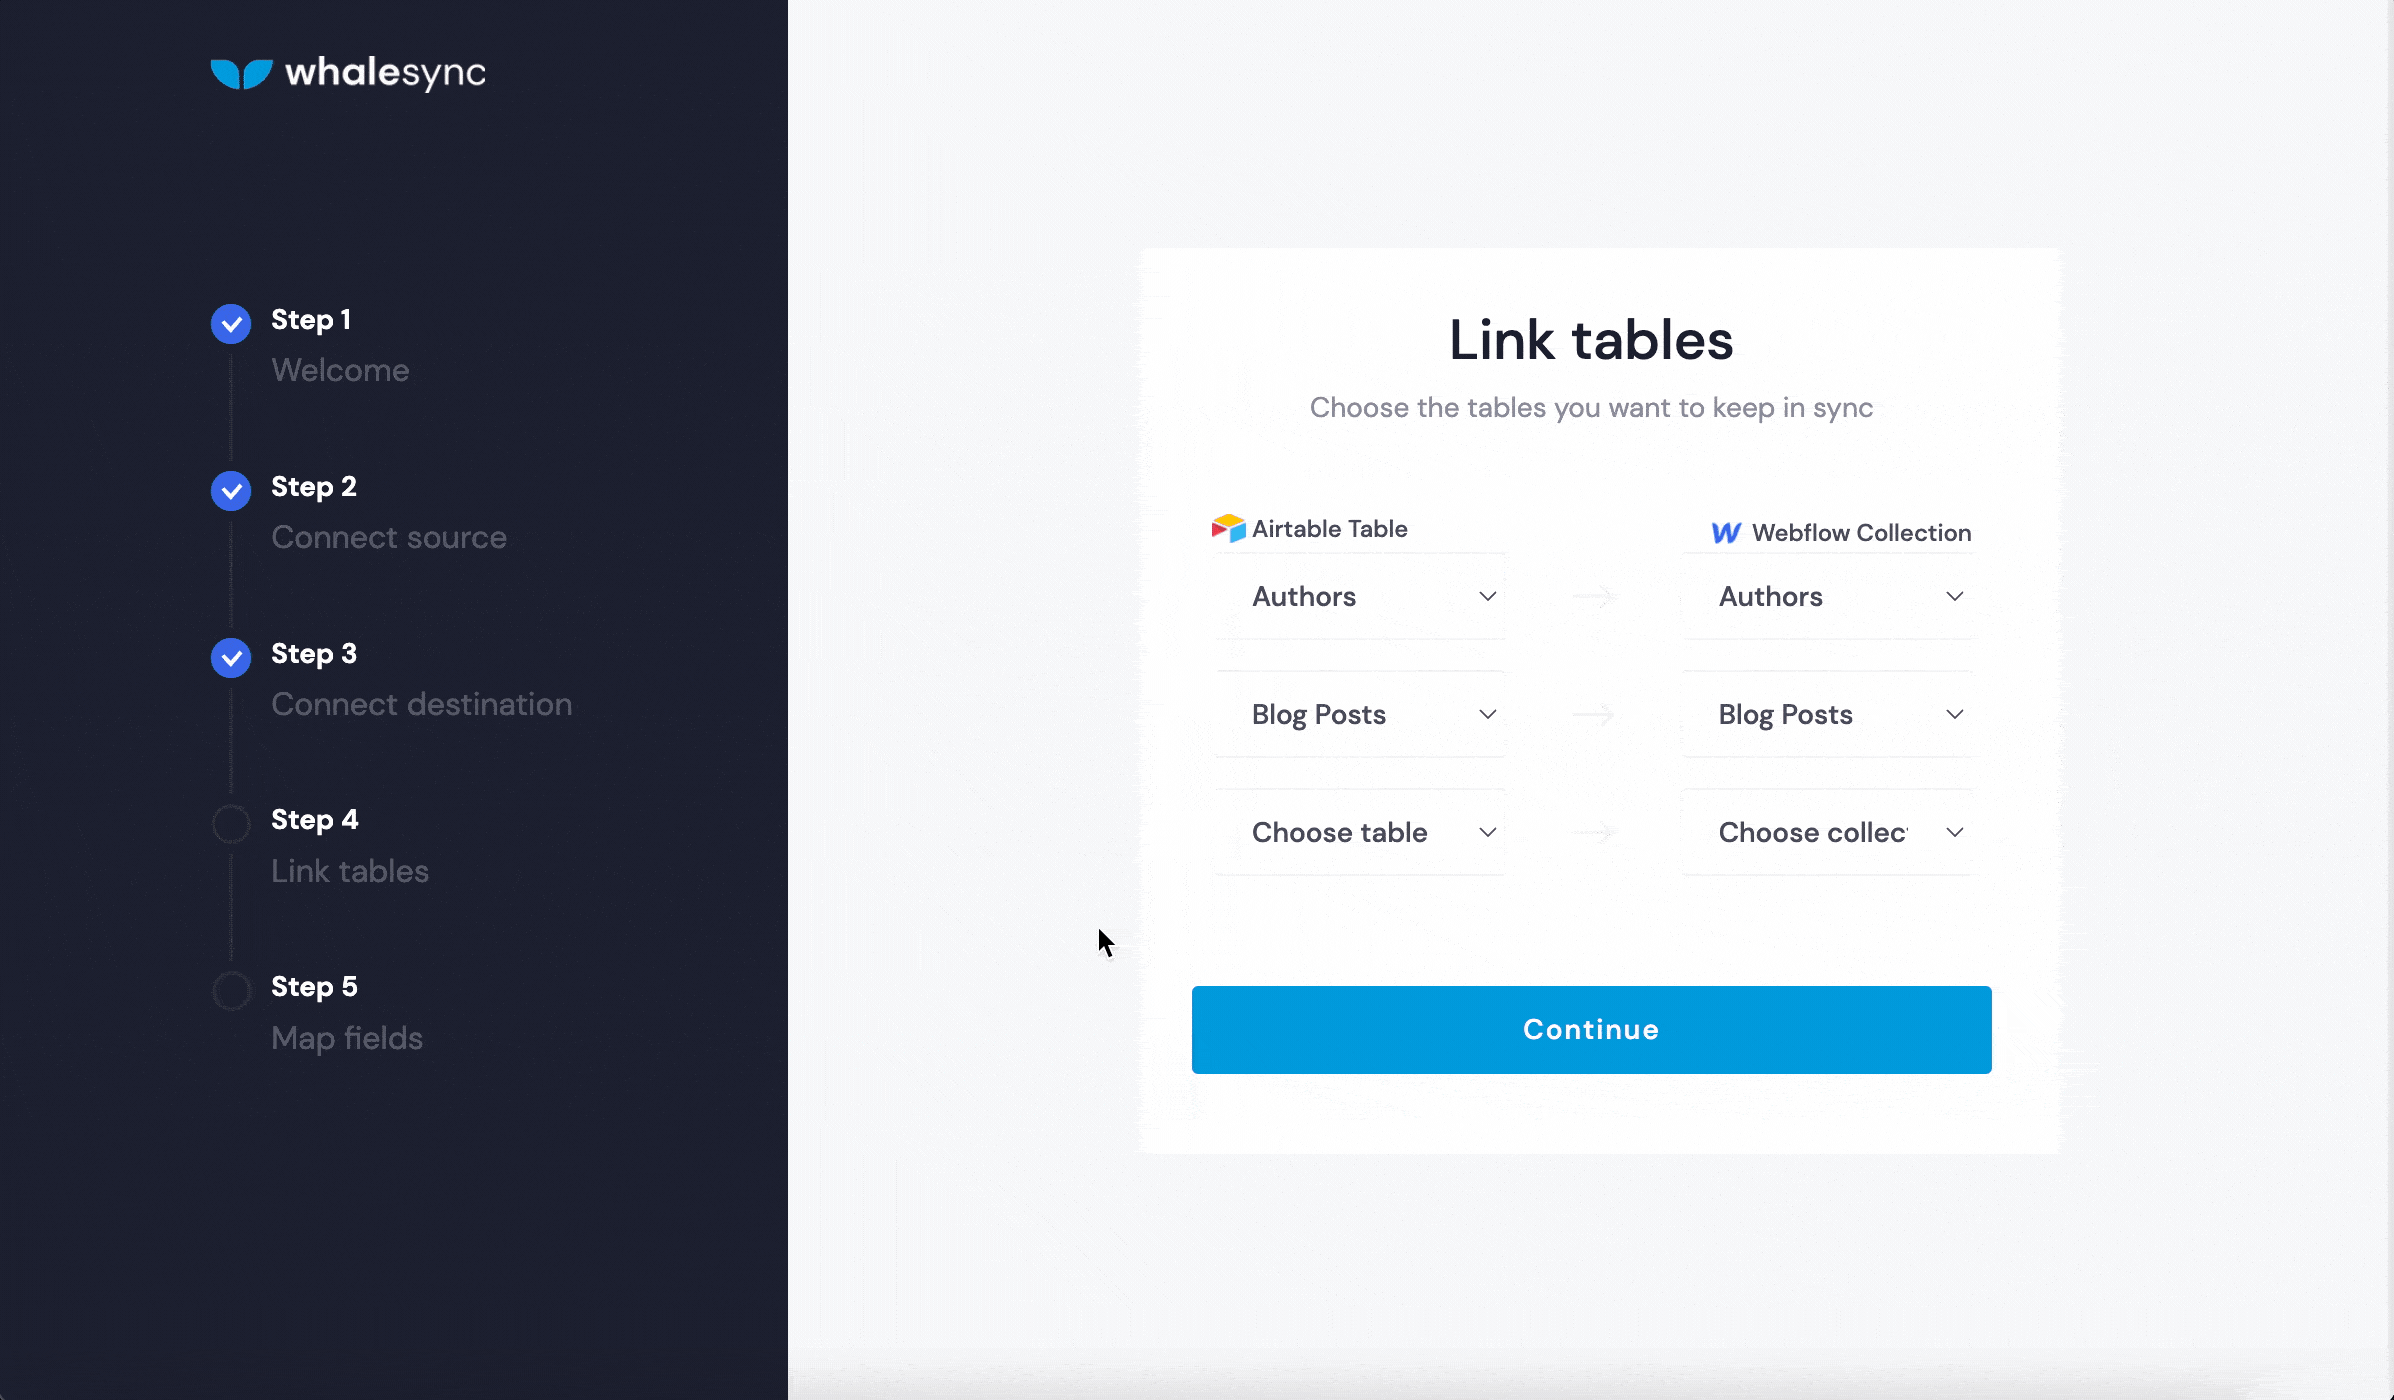 whalesync
Step 1
Welcome
Step 2
Connect source
Step 3
Connect destination
Step 4
Link tables
Step 5
Map fields
Link tables
Choose the tables you want to keep in sync
Airtable Table
Webflow Collection
Authors
Authors
Blog Posts
Blog Posts
Choose table
Choose collec
Continue